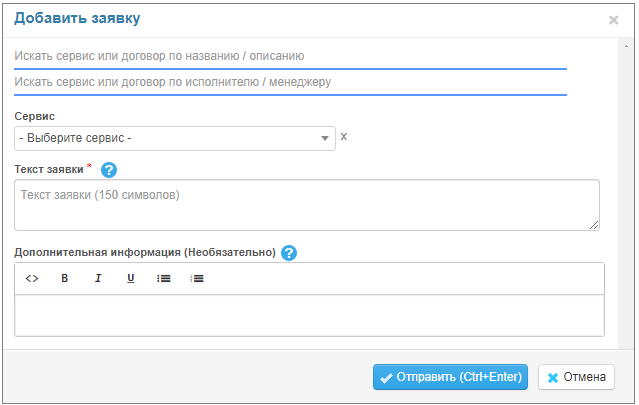 Добавить заявку
Искать сервис или договор по названию / описанию
Искать сервис или договор по исполнителю / менеджеру
Сервис
- Выберите сервис - x
Текст заявки * ?
Текст заявки (150 символов)
Дополнительная информация (Необязательно) ?
<> B I U
Отправить (Ctrl+Enter) Отмена